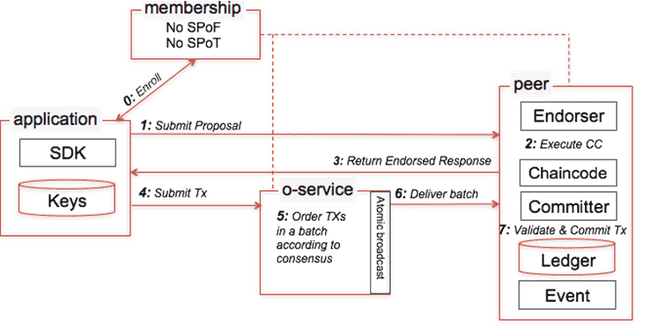 membership
No SPoF
No SPoT
0: Enroll
application
SDK
Keys
1: Submit Proposal
3: Return Endorsed Response
4: Submit Tx
o-service
5: Order TXs
in a batch
according to
consensus
Atomic broadcast
6: Deliver batch
peer
Endorser
2: Execute CC
Chaincode
Committer
7: Validate & Commit Tx
Ledger
Event